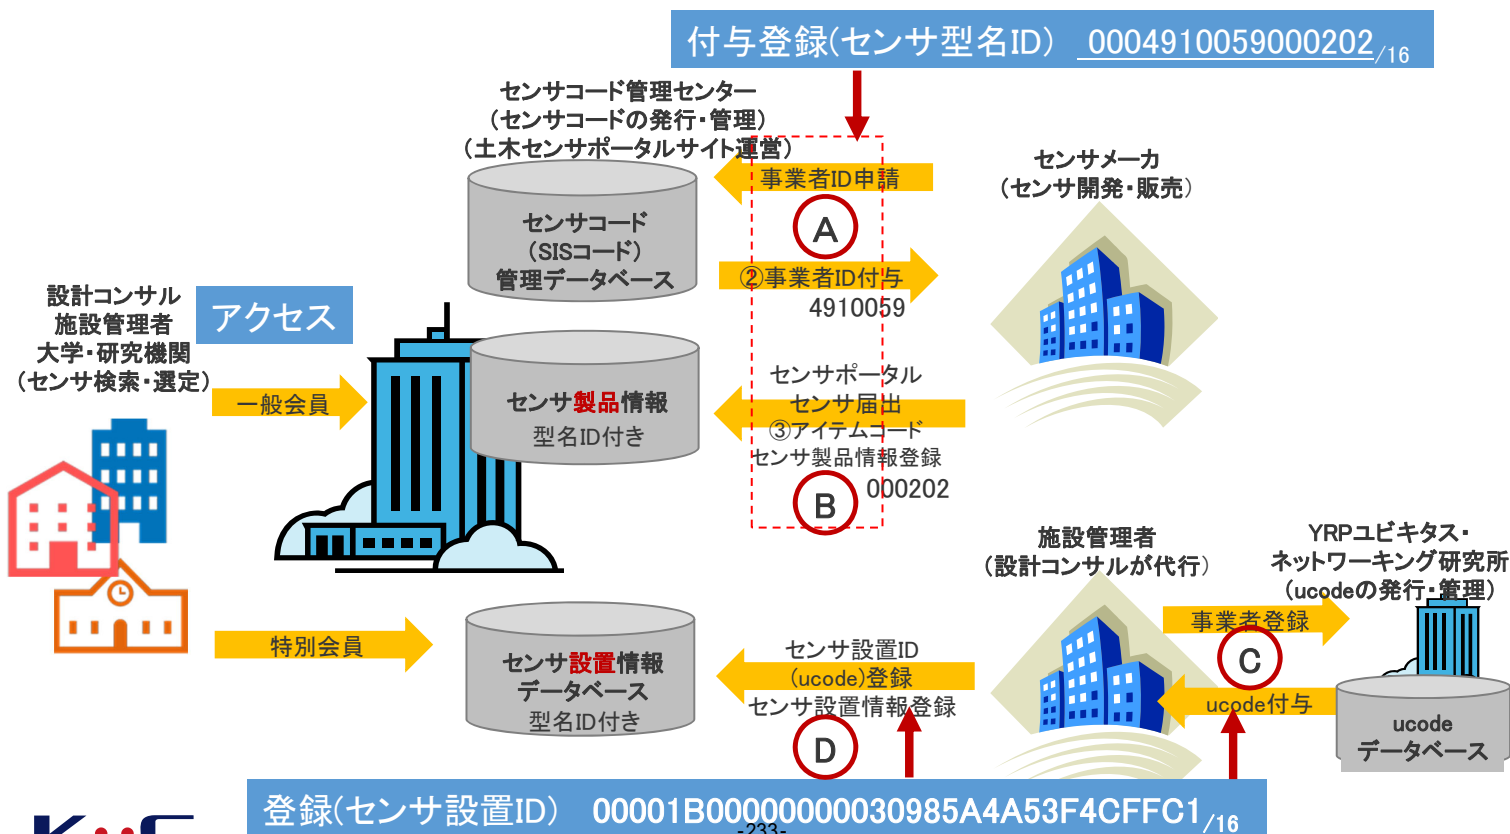 付与登録(センサ型名ID) 0004910059000202/16
センサコード管理センター
(センサコードの発行・管理)
(土木センサポータルサイト運営)
事業者ID申請
A
センサメーカ
(センサ開発・販売)
センサコード
(SISコード)
管理データベース
②事業者ID付与
4910059
設計コンサル
施設管理者
大学・研究機関
(センサ検索・選定)
アクセス
一般会員
センサ製品情報
型名ID付き
センサポータル
センサ届出
③アイテムコード
センサ製品情報登録
000202
B
施設管理者
(設計コンサルが代行)
YRPユビキタス・
ネットワーキング研究所
(ucodeの発行・管理)
事業者登録
C
ucode付与
ucode
データベース
特別会員
センサ設置情報
データベース
型名ID付き
センサ設置ID
(ucode)登録
センサ設置情報登録
D
登録(センサ設置ID) 00001B00000000030985A4A53F4CFFC1/16
-233-